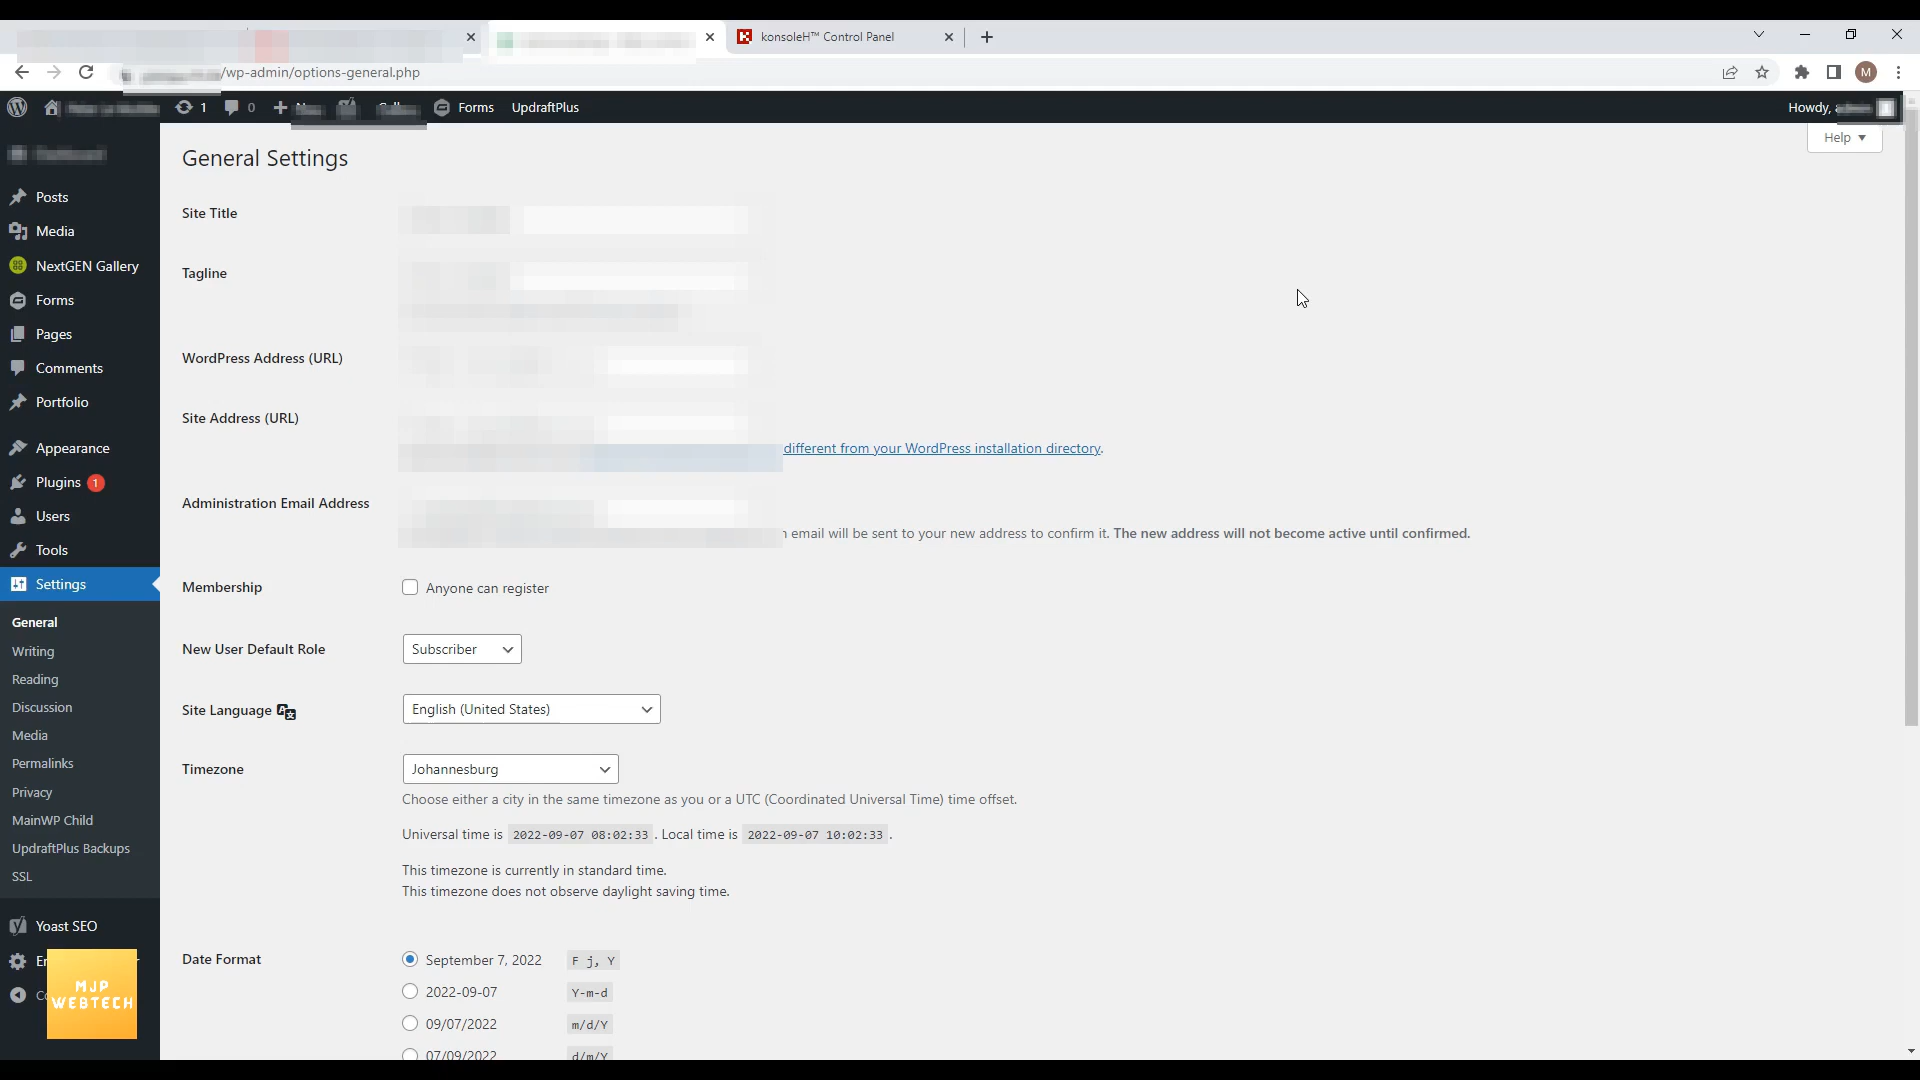 konsoleH™ Control Panel
/wp-admin/options-general.php
M
1
0
Forms
UpdraftPlus
Howdy,
Help
General Settings
Posts
Media
NextGEN Gallery
Forms
Pages
Comments
Portfolio
Appearance
Plugins 1
Users
Tools
Settings
General
Writing
Reading
Discussion
Media
Permalinks
Privacy
MainWP Child
UpdraftPlus Backups
SSL
Yoast SEO
MJP
WEBTECH
Site Title
Tagline
WordPress Address (URL)
Site Address (URL)
different from your WordPress installation directory.
Administration Email Address
email will be sent to your new address to confirm it. The new address will not become active until confirmed.
Membership
Anyone can register
New User Default Role
Subscriber
Site Language
English (United States)
Timezone
Johannesburg
Choose either a city in the same timezone as you or a UTC (Coordinated Universal Time) time offset.
Universal time is 2022-09-07 08:02:33 . Local time is 2022-09-07 10:02:33 .
This timezone is currently in standard time.
This timezone does not observe daylight saving time.
Date Format
September 7, 2022 F j, Y
2022-09-07 Y-m-d
09/07/2022 m/d/Y
07/09/2022 d/m/Y